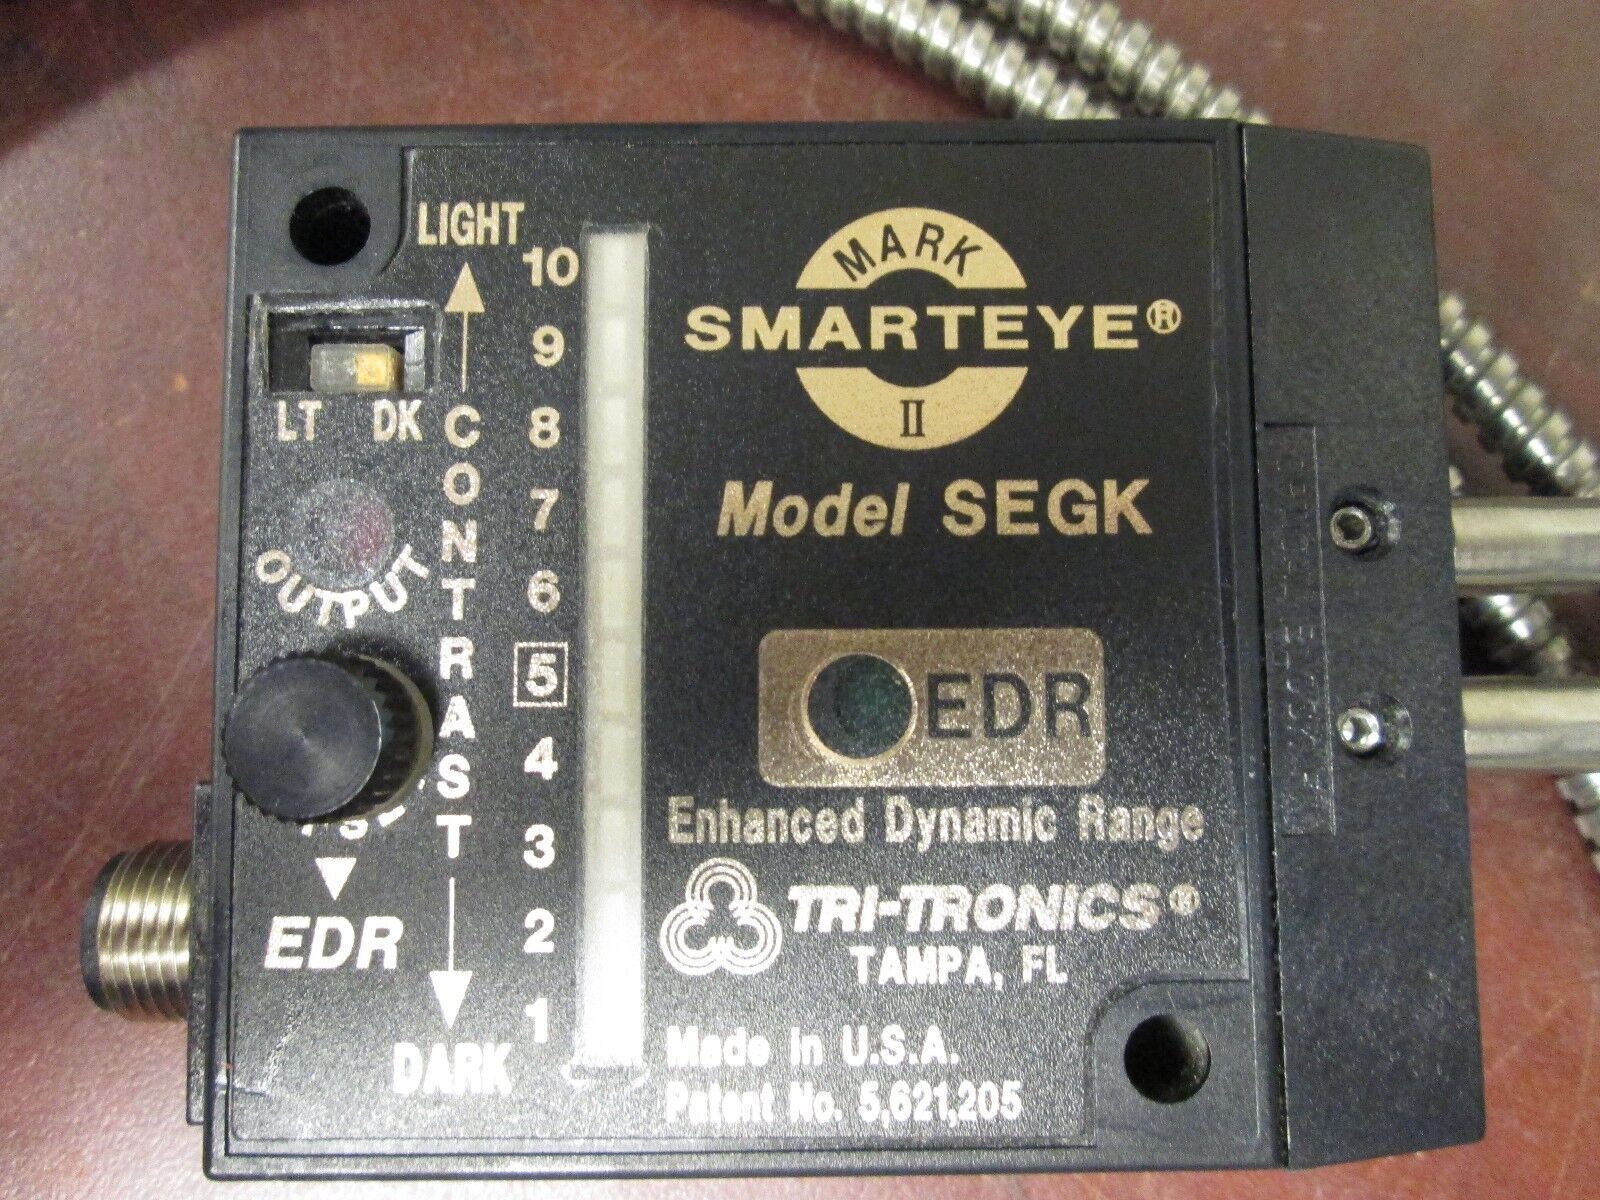 LIGHT
10
9
8
7
6
5
4
3
2
1
LT DK
OUTPUT
CONTRAST
EDR
DARK
MARK
SMARTEYE®
II
Model SEGK
EDR
Enhanced Dynamic Range
TRI-TRONICS®
TAMPA, FL
Made in U.S.A.
Patent No. 5,621,205